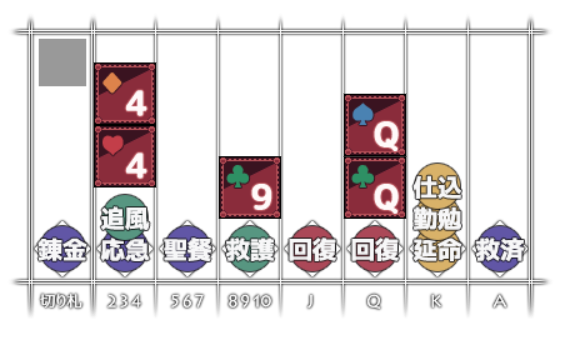 4
4
Q
9
Q
仕込
追風
勤勉
錬金 応急 聖餐 救護 回復 回復 延命 救済
切り札 234 567 8910 J Q K A